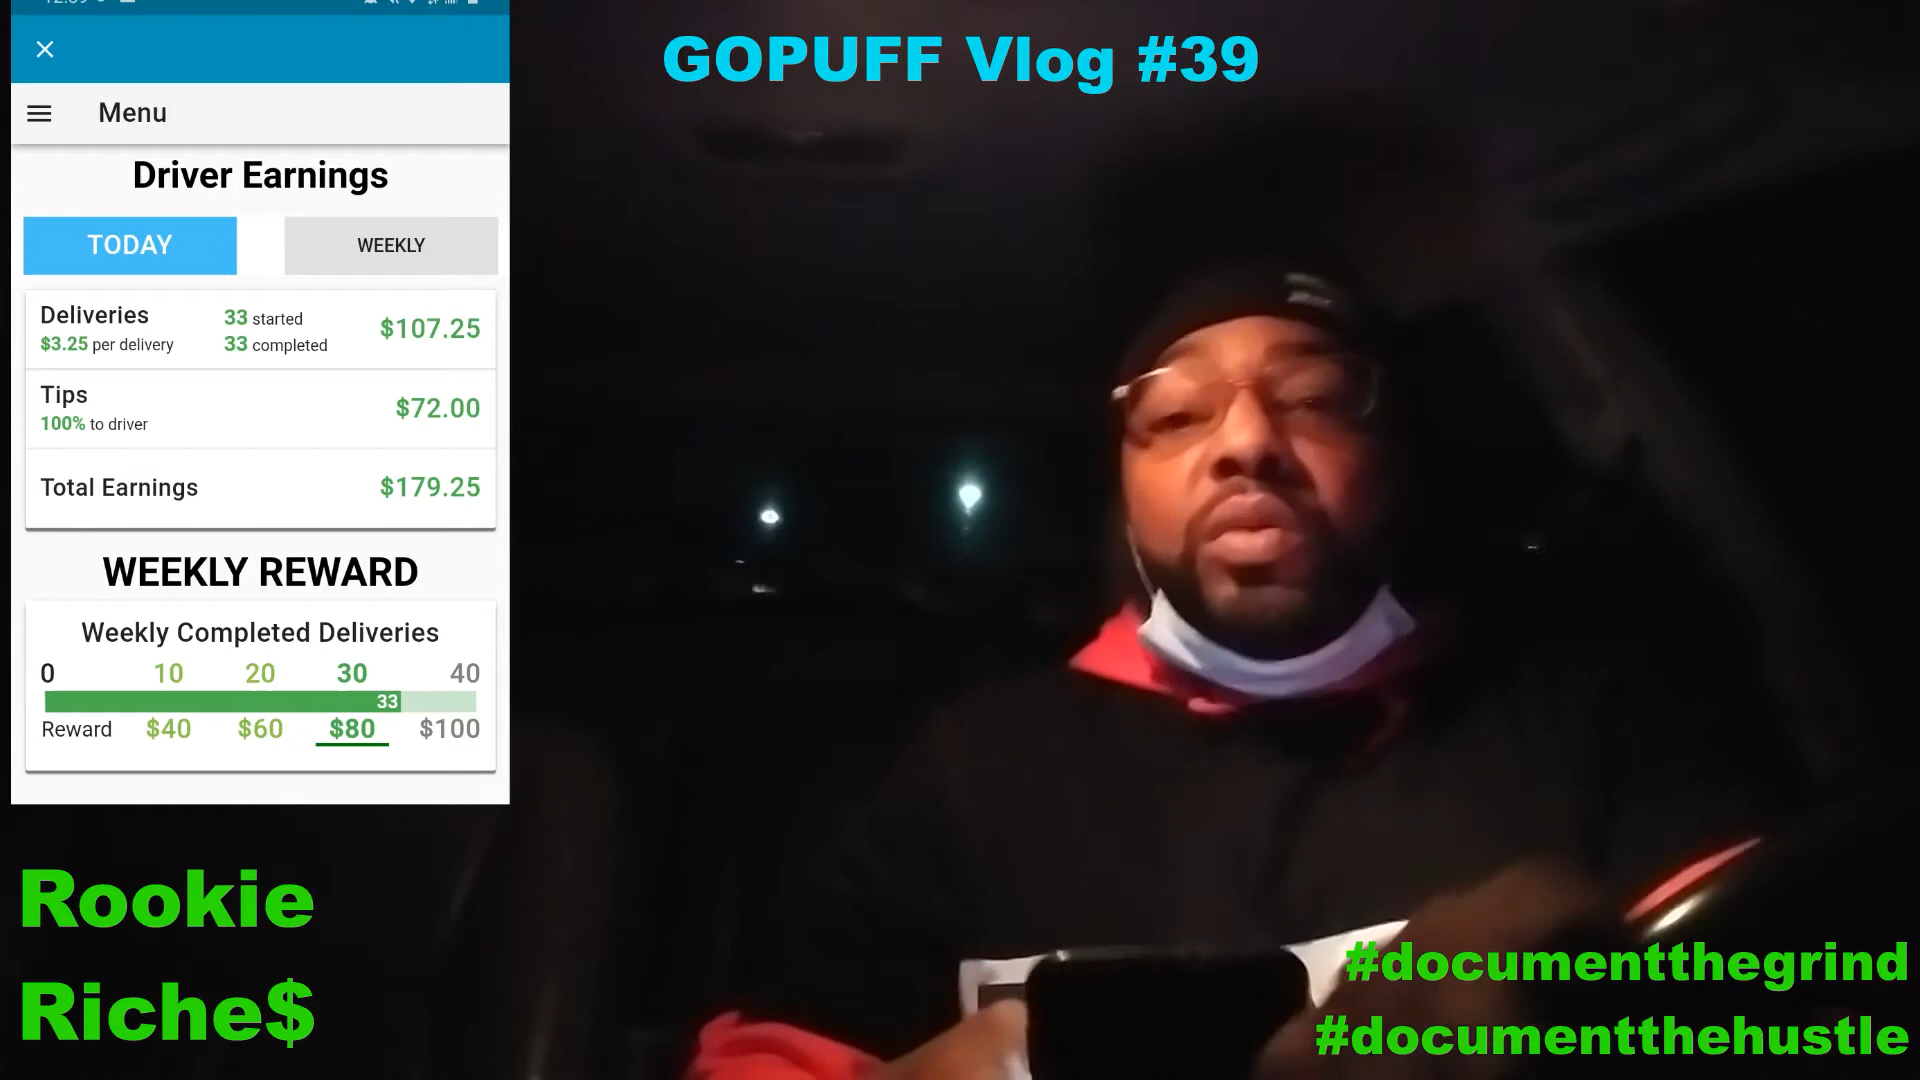 GOPUFF Vlog #39
Menu
Driver Earnings
TODAY WEEKLY
Deliveries 33 started $107.25
$3.25 per delivery 33 completed
Tips $72.00
100% to driver
Total Earnings $179.25
WEEKLY REWARD
Weekly Completed Deliveries
0 10 20 30 40
33
Reward $40 $60 $80 $100
Rookie
Riche$
#documentthegrind
#documentthehustle